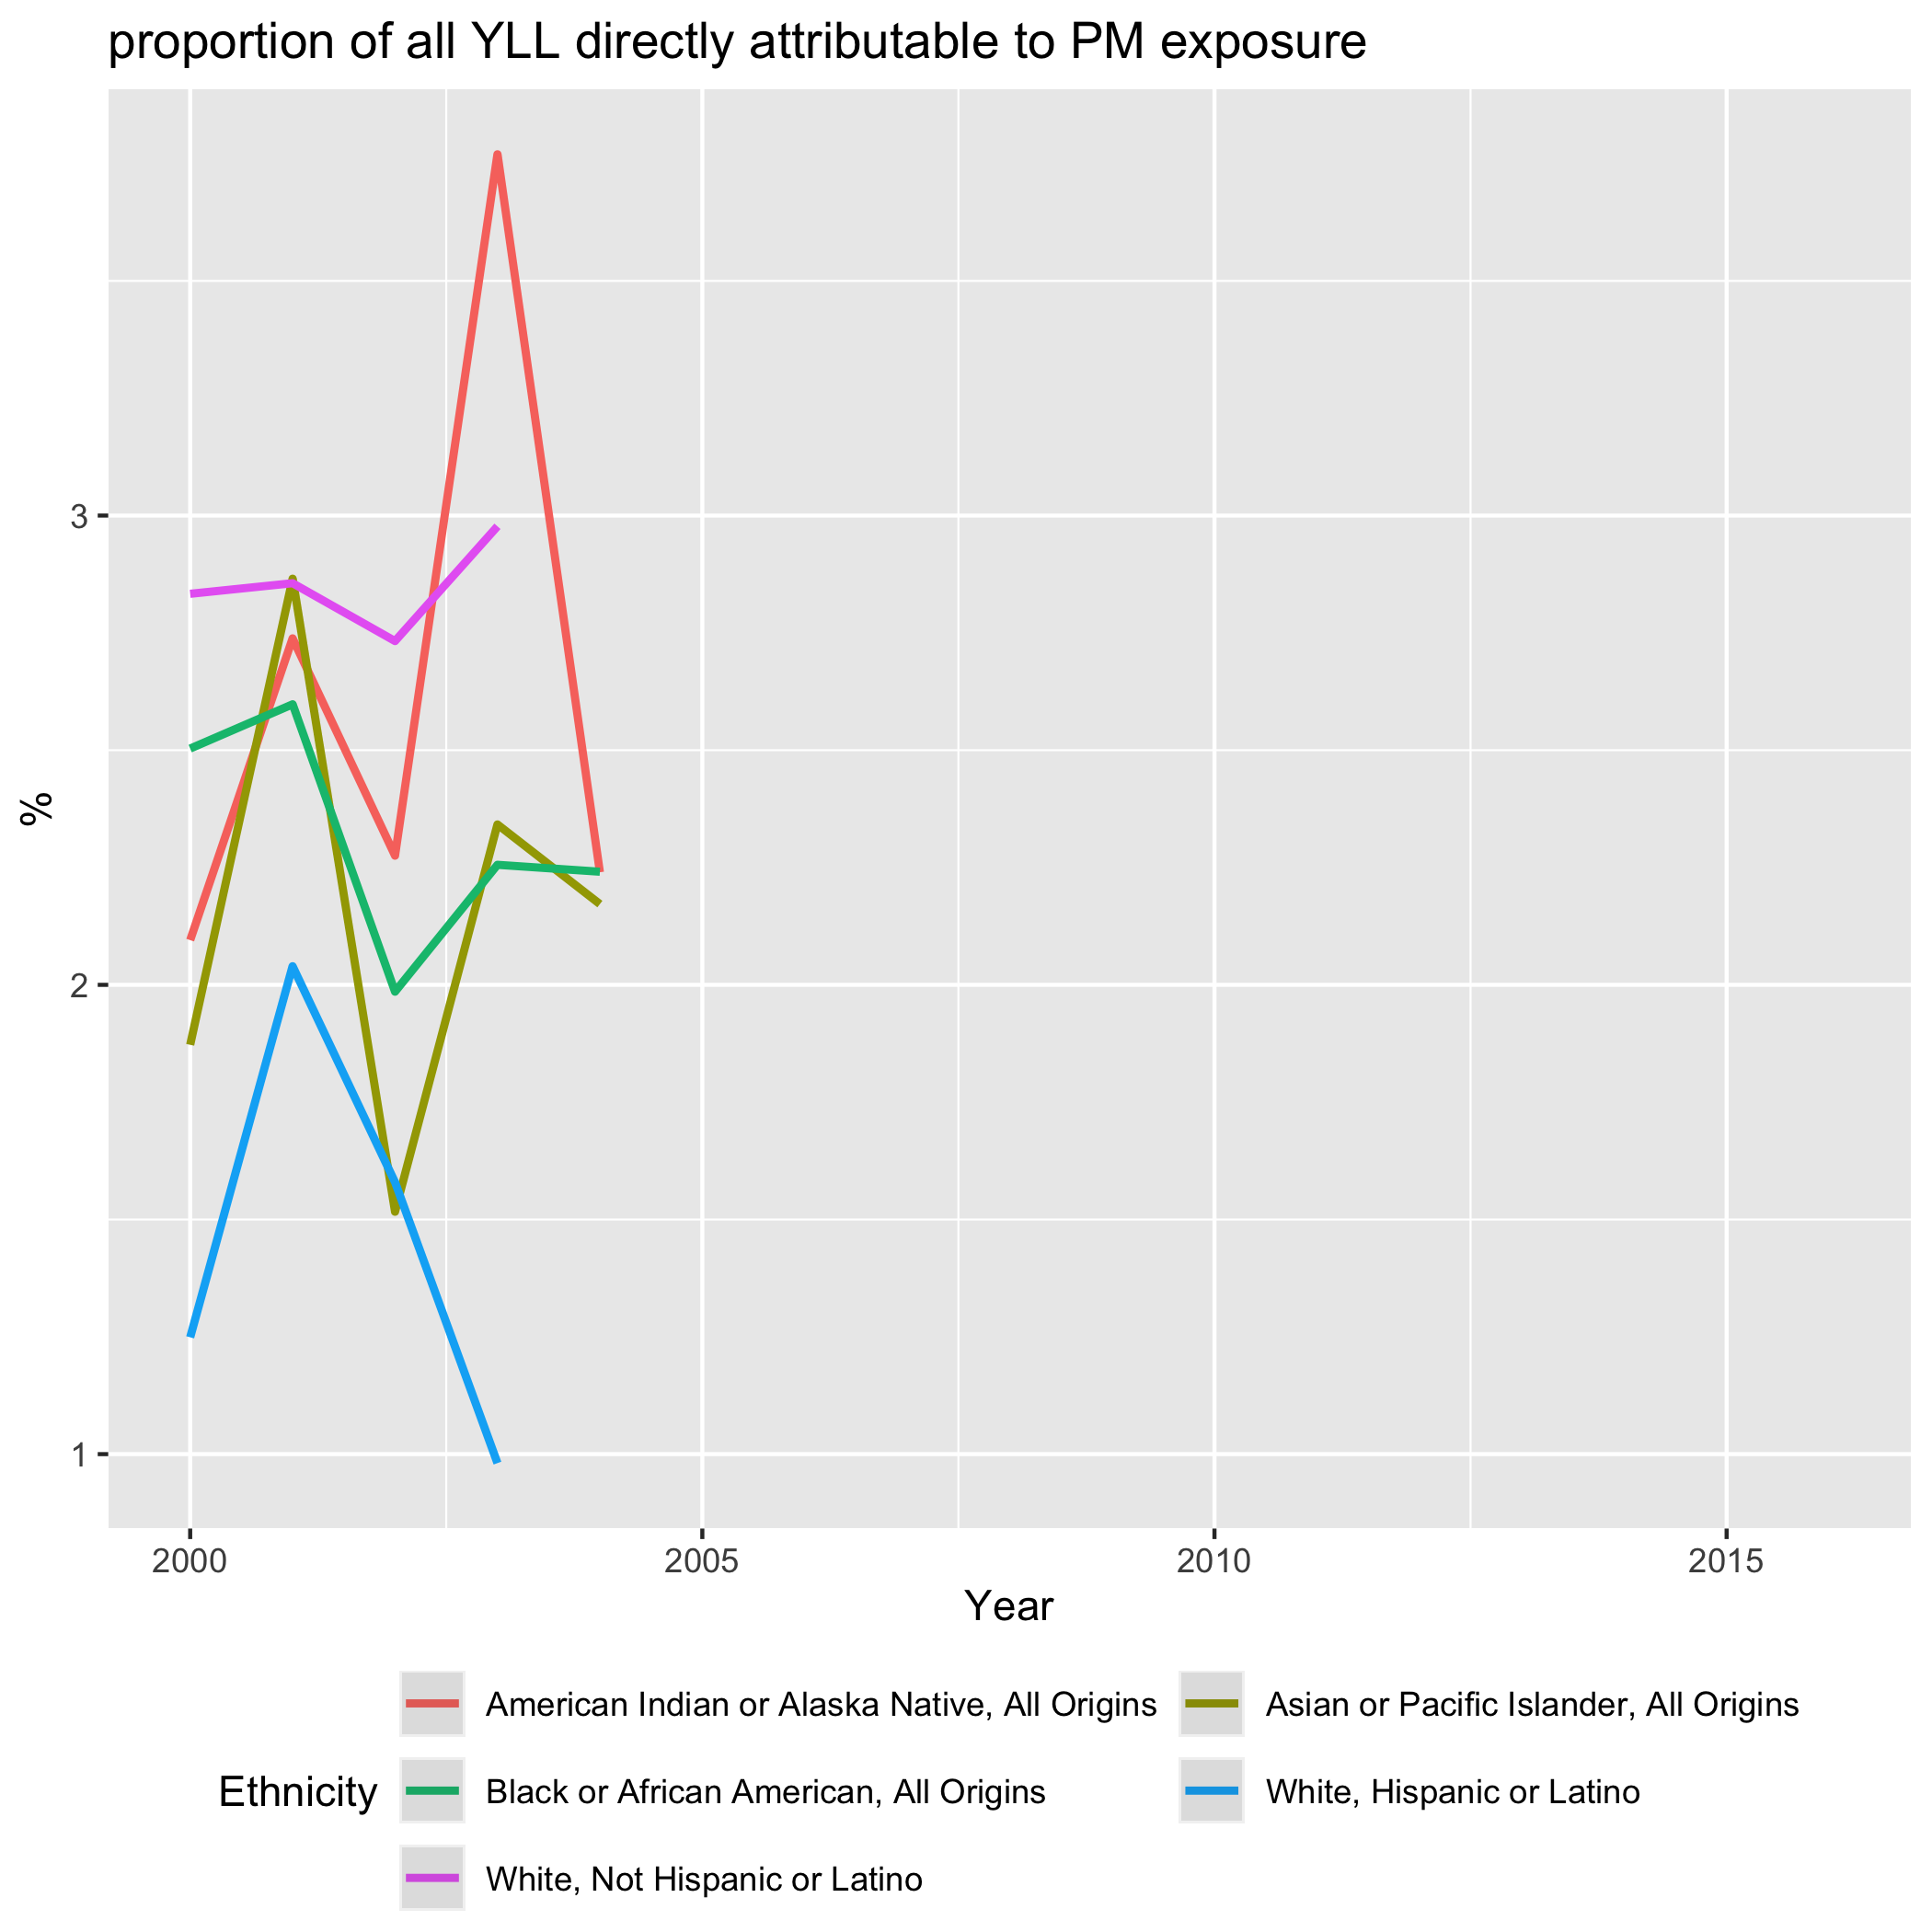 proportion of all YLL directly attributable to PM exposure
%
3
2
1
2000 2005 2010 2015
Year
Ethnicity
American Indian or Alaska Native, All Origins
Asian or Pacific Islander, All Origins
Black or African American, All Origins
White, Hispanic or Latino
White, Not Hispanic or Latino